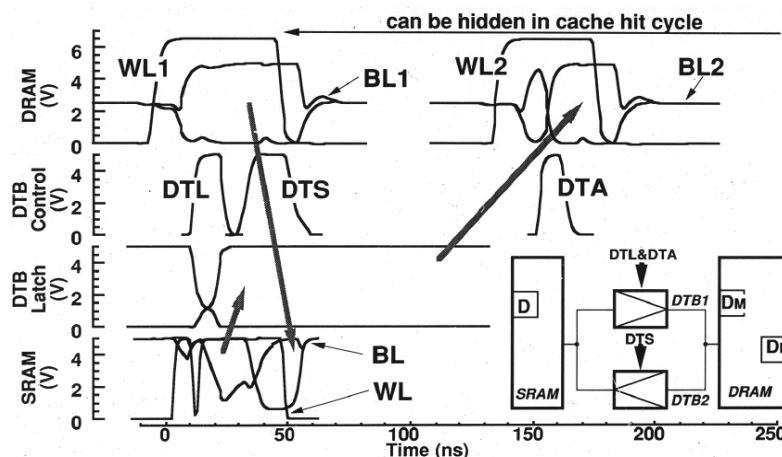 can be hidden in cache hit cycle
DRAM
(V)
6
4
2
0
WL1
BL1
WL2
BL2
DTB
Control
(V)
4
2
0
DTL
DTS
DTA
DTB
Latch
(V)
4
2
0
DTL&DTA
D
DTB1
DM
DTS
SRAM
DTB2
DRAM
SRAM
(V)
4
2
0
BL
WL
0
50
100
150
200
250
Time (ns)